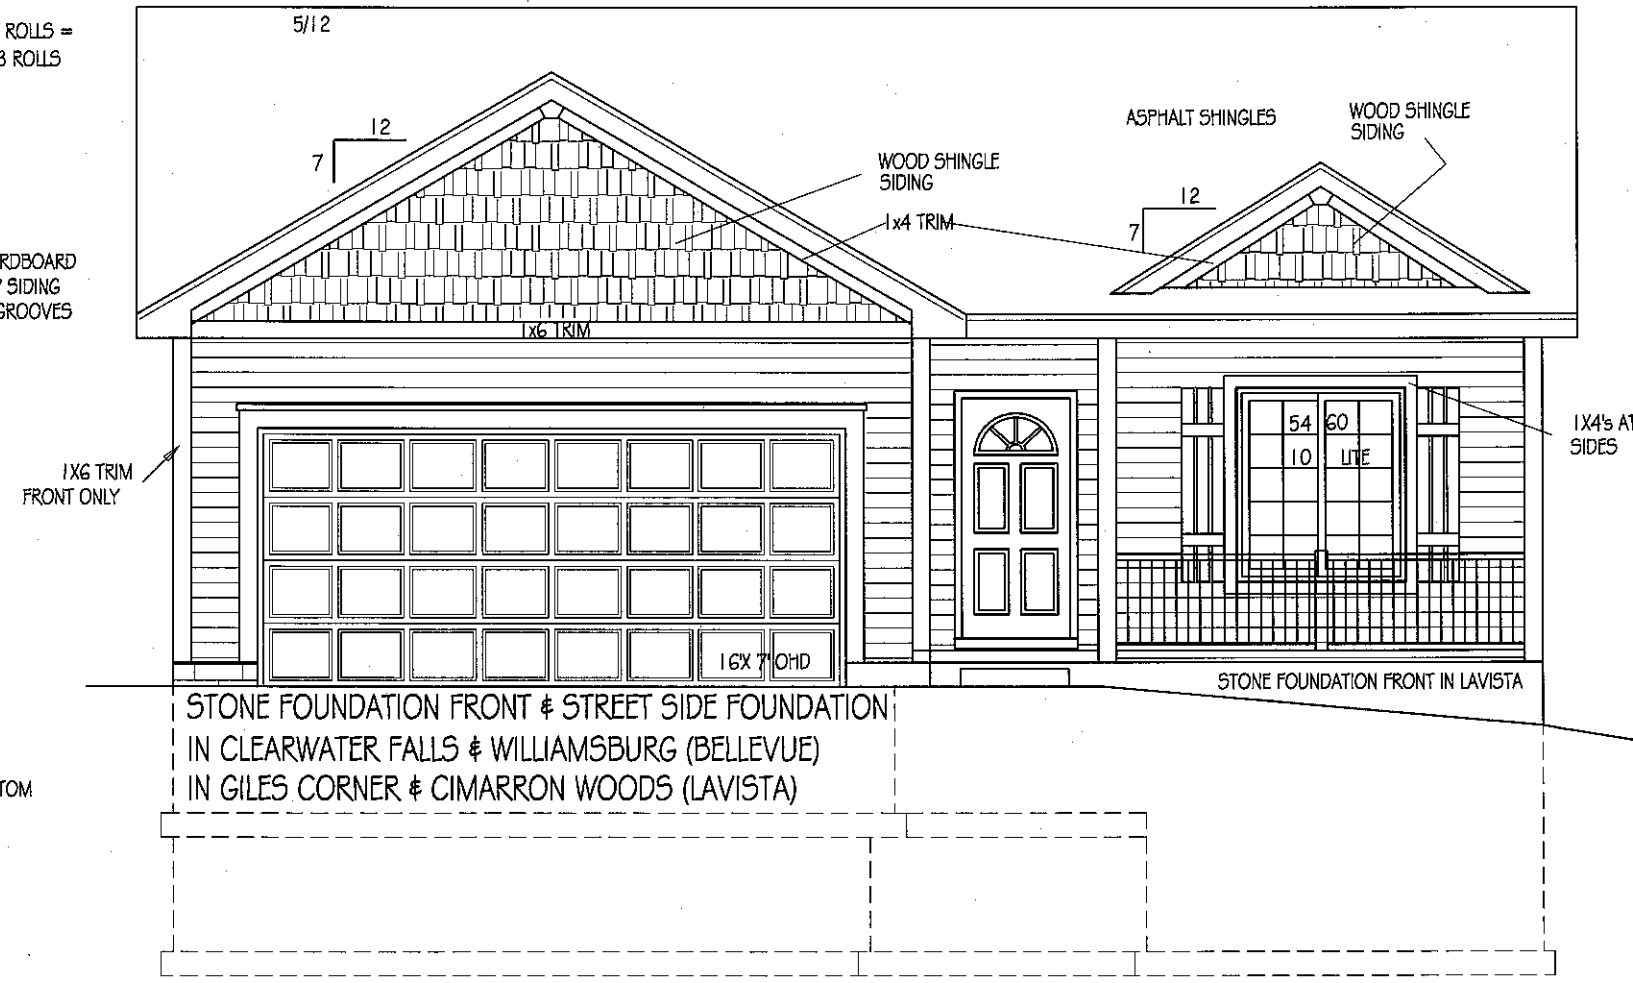 ROLLS =
3 ROLLS
5/12
12
7
ASPHALT SHINGLES
WOOD SHINGLE
SIDING
WOOD SHINGLE
SIDING
12
7
1x4 TRIM
SIDING
GROOVES
1x6 TRIM
1X6 TRIM
FRONT ONLY
54 60
10 LITE
1X4's AT
SIDES
16'X 7' OHD
STONE FOUNDATION FRONT IN LAVISTA
STONE FOUNDATION FRONT & STREET SIDE FOUNDATION
IN CLEARWATER FALLS & WILLIAMSBURG (BELLEVUE)
IN GILES CORNER & CIMARRON WOODS (LAVISTA)